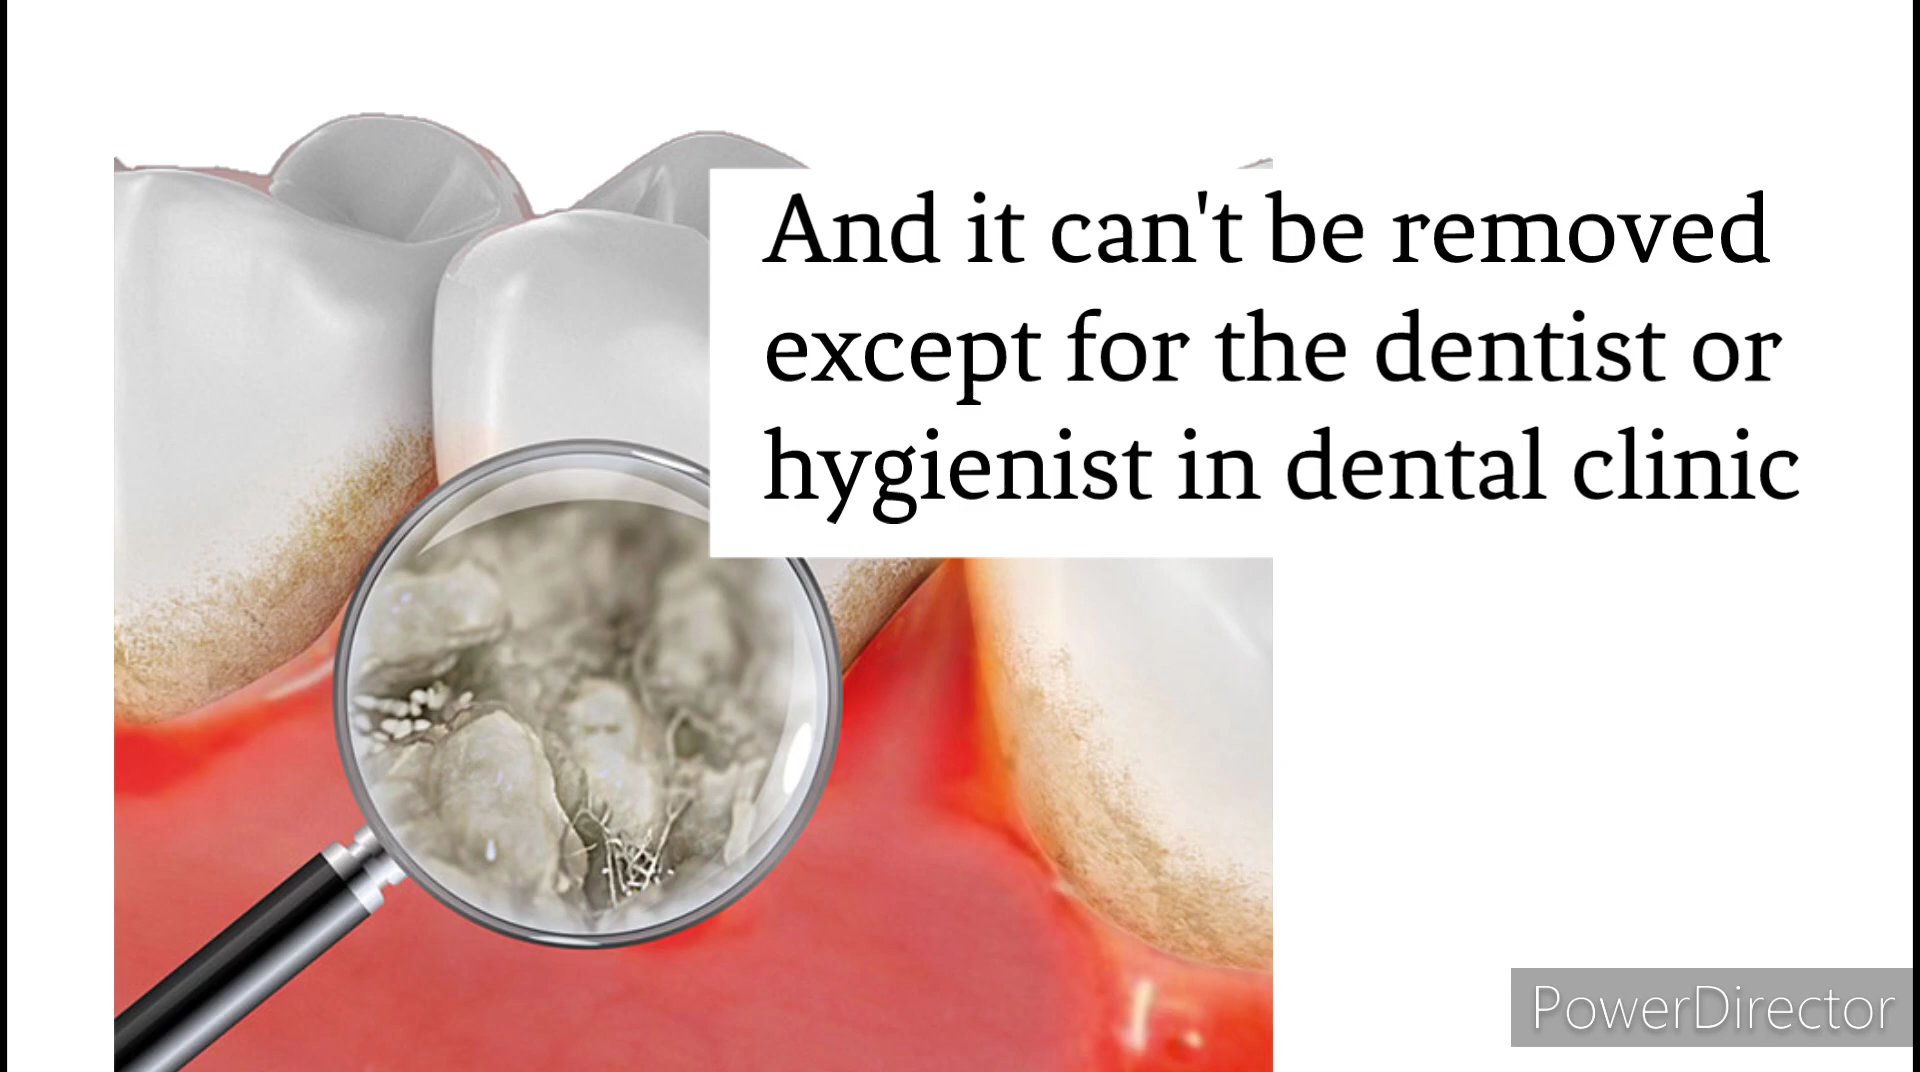 And it can't be removed
except for the dentist or
hygienist in dental clinic
PowerDirector